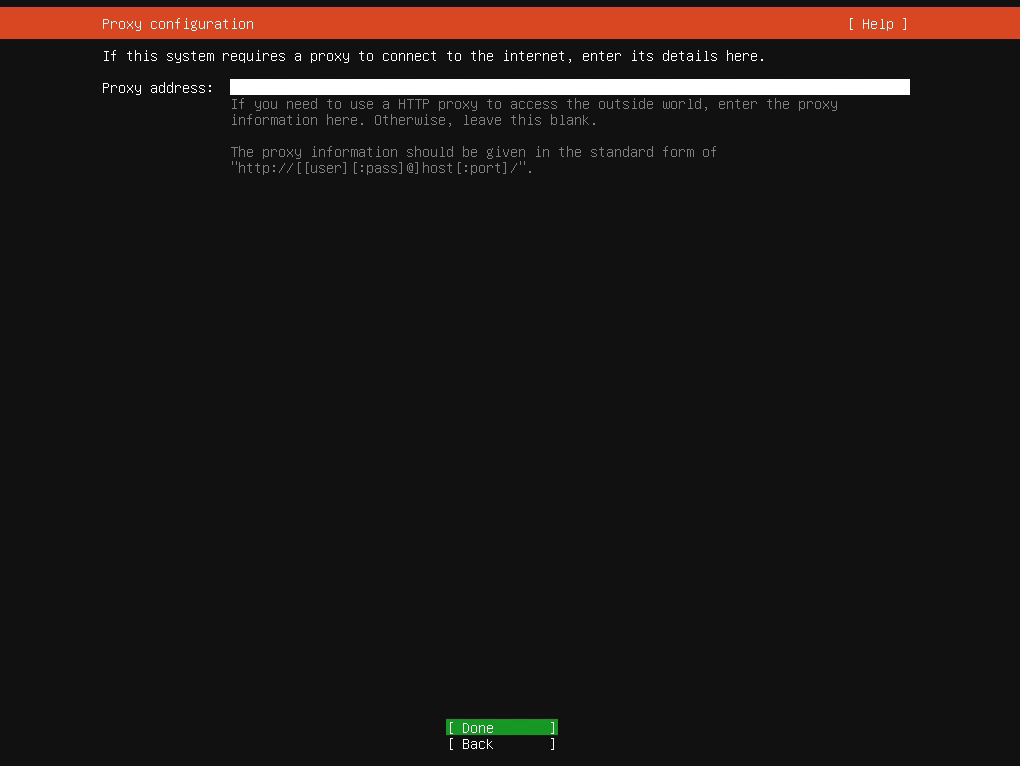 Proxy configuration [ Help ]
If this system requires a proxy to connect to the internet, enter its details here.
Proxy address:
If you need to use a HTTP proxy to access the outside world, enter the proxy
information here. Otherwise, leave this blank.
The proxy information should be given in the standard form of
"http://[[user][:pass]@]host[:port]/".
[ Done ]
[ Back ]